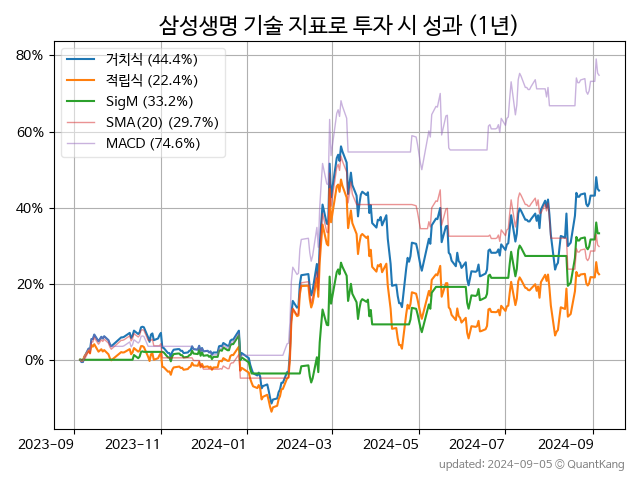 삼성생명 기술 지표로 투자 시 성과 (1년)
거치식 (44.4%)
적립식 (22.4%)
SigM (33.2%)
SMA(20) (29.7%)
MACD (74.6%)
80%
60%
40%
20%
0%
2023-09 2023-11 2024-01 2024-03 2024-05 2024-07 2024-09
updated: 2024-09-05 © QuantKang